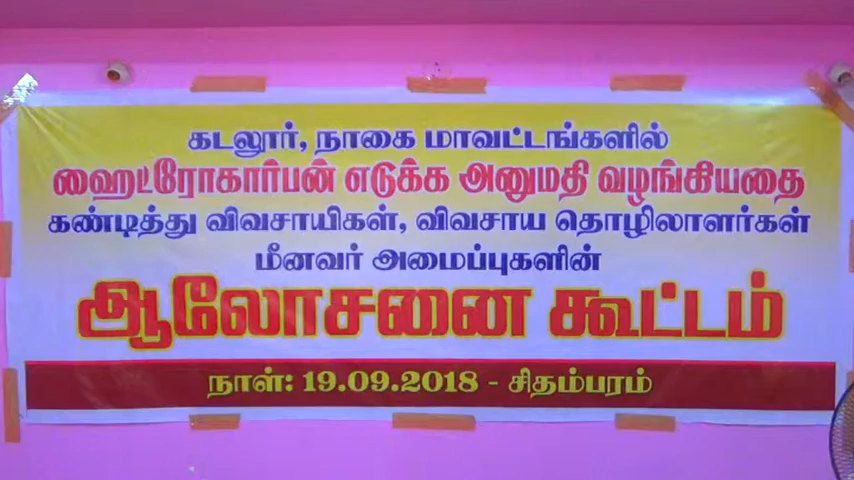 கடலூர், நாகை மாவட்டங்களில்
ஹைட்ரோகார்பன் எடுக்க அனுமதி வழங்கியதை
கண்டித்து விவசாயிகள், விவசாய தொழிலாளர்கள்
மீனவர் அமைப்புகளின்
ஆலோசனை கூட்டம்
நாள்: 19.09.2018 - சிதம்பரம்